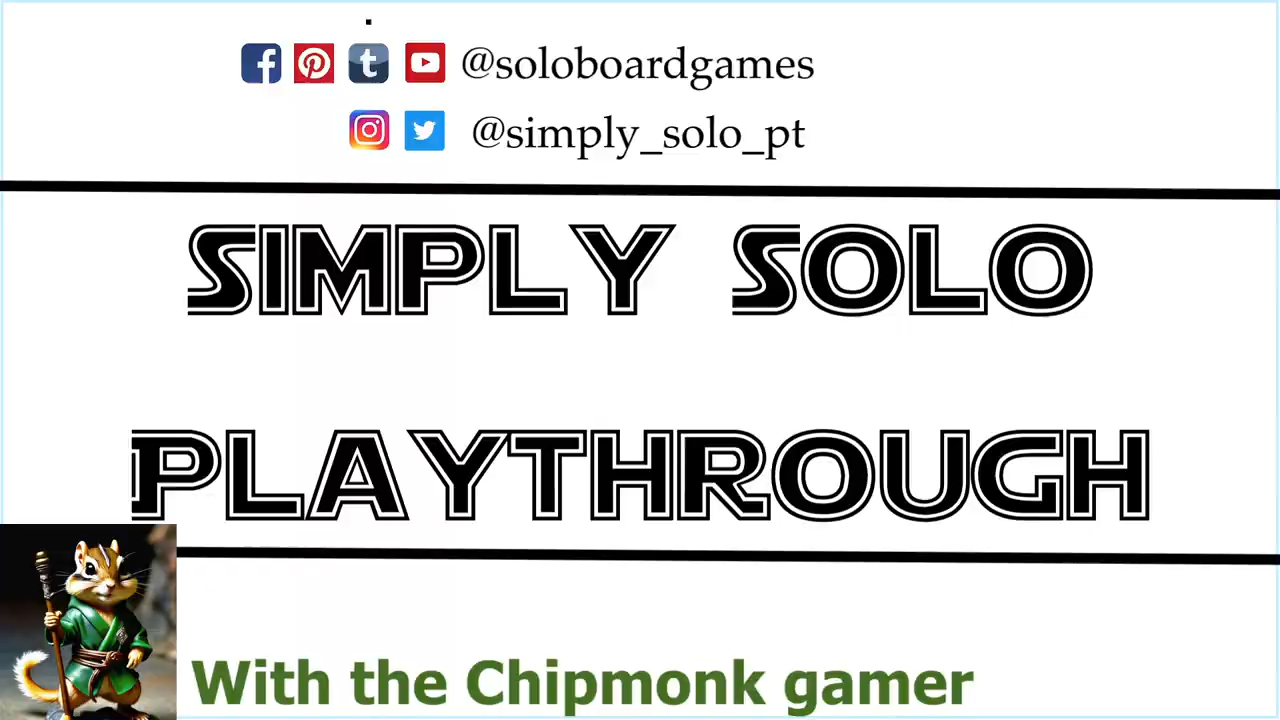 @soloboardgames
@simply_solo_pt
SIMPLY SOLO
PLAYTHROUGH
With the Chipmonk gamer